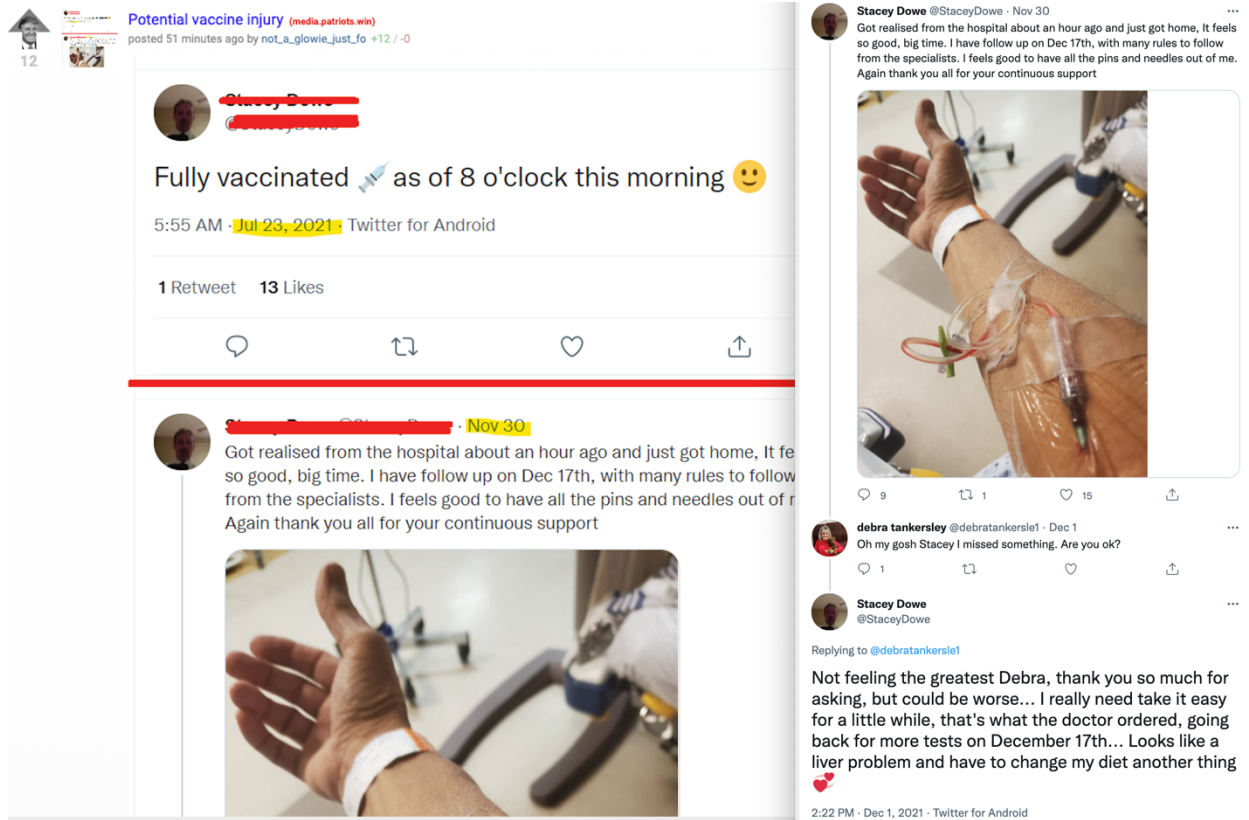 Potential vaccine injury (media.patriots.win)
posted 51 minutes ago by not_a_glowie_just_fo +12 / -0
12
Fully vaccinated 💉 as of 8 o'clock this morning 🙂
5:55 AM · Jul 23, 2021 · Twitter for Android
1 Retweet 13 Likes
· Nov 30
Got realised from the hospital about an hour ago and just got home, It fe
so good, big time. I have follow up on Dec 17th, with many rules to follow
from the specialists. I feels good to have all the pins and needles out of r
Again thank you all for your continuous support
Stacey Dowe @StaceyDowe · Nov 30
Got realised from the hospital about an hour ago and just got home, It feels
so good, big time. I have follow up on Dec 17th, with many rules to follow
from the specialists. I feels good to have all the pins and needles out of me.
Again thank you all for your continuous support
9 1 15
debra tankersley @debratankersle1 · Dec 1
Oh my gosh Stacey I missed something. Are you ok?
1
Stacey Dowe
@StaceyDowe
Replying to @debratankersle1
Not feeling the greatest Debra, thank you so much for
asking, but could be worse... I really need take it easy
for a little while, that's what the doctor ordered, going
back for more tests on December 17th... Looks like a
liver problem and have to change my diet another thing
💞
2:22 PM · Dec 1, 2021 · Twitter for Android